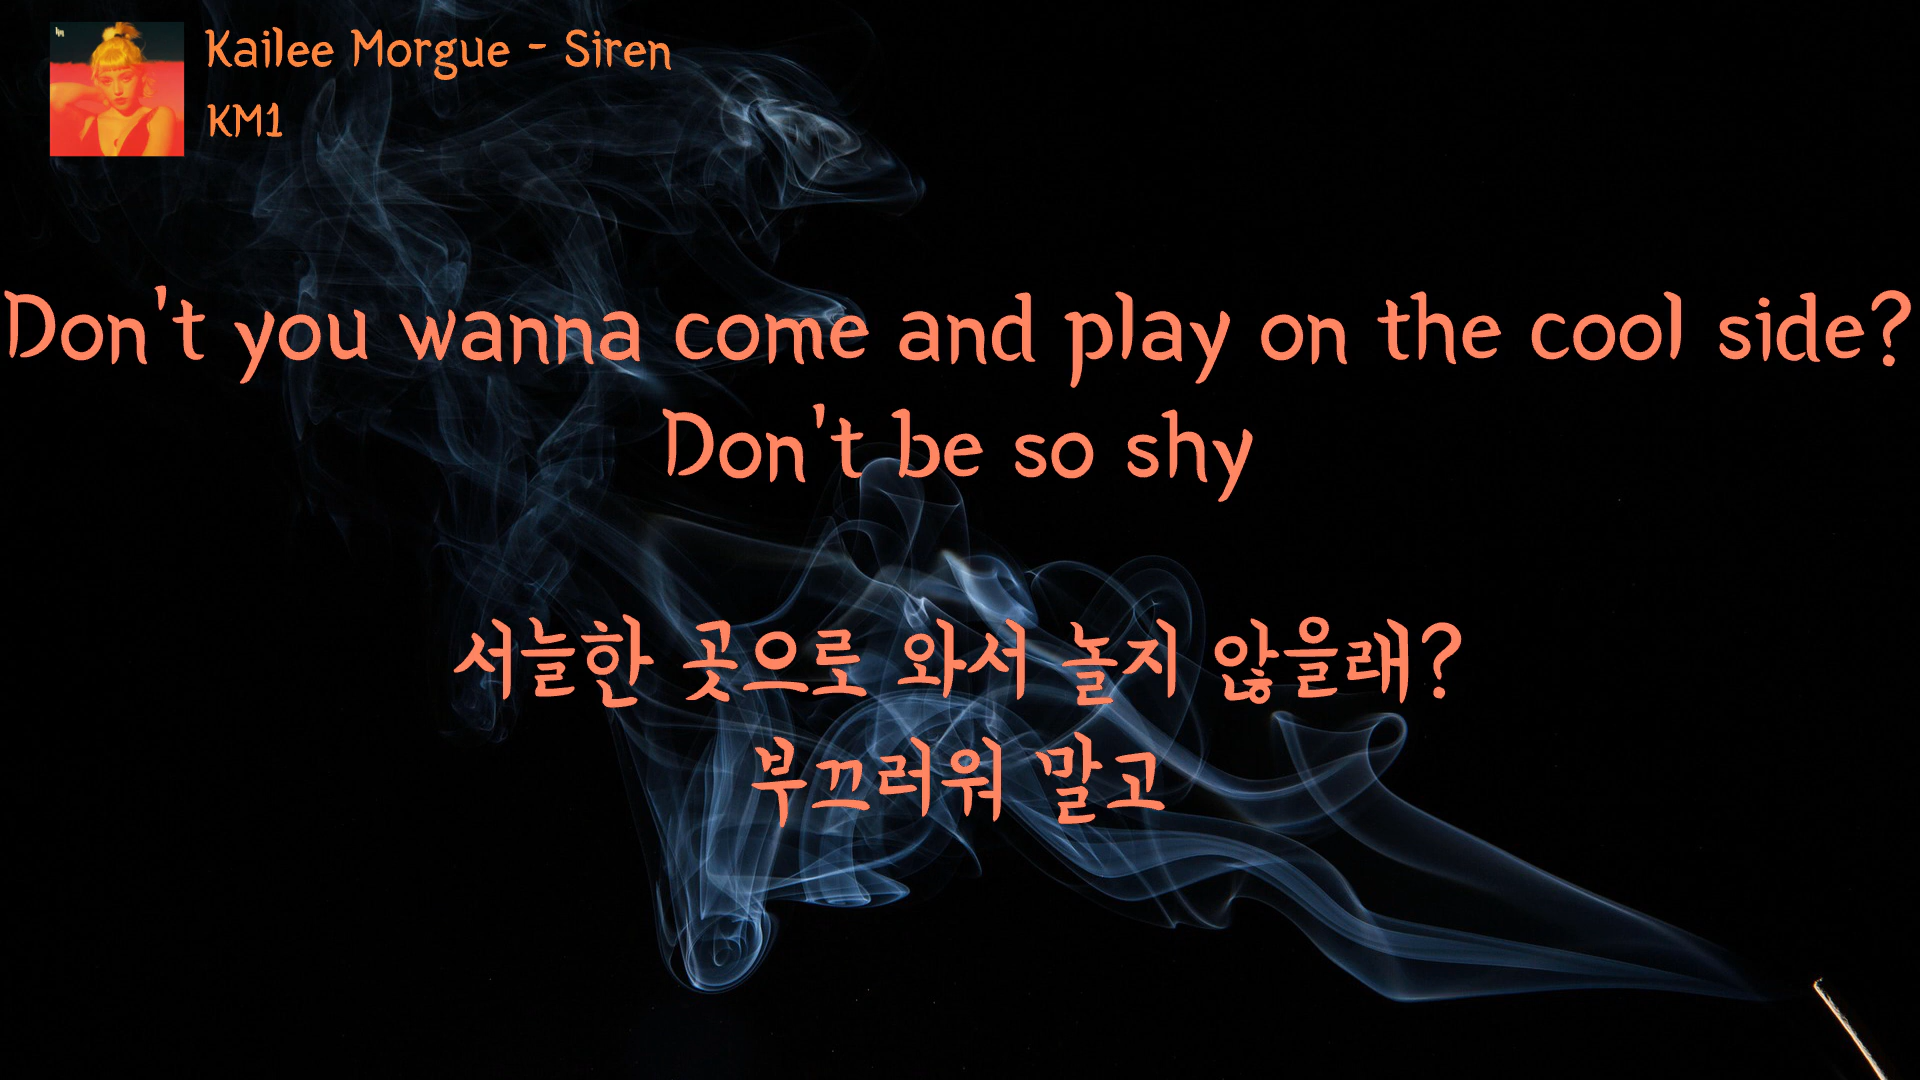 Kailee Morgue - Siren
KM1
Don't you wanna come and play on the cool side?
Don't be so shy
서늘한 곳으로 와서 놀지 않을래?
부끄러워 말고